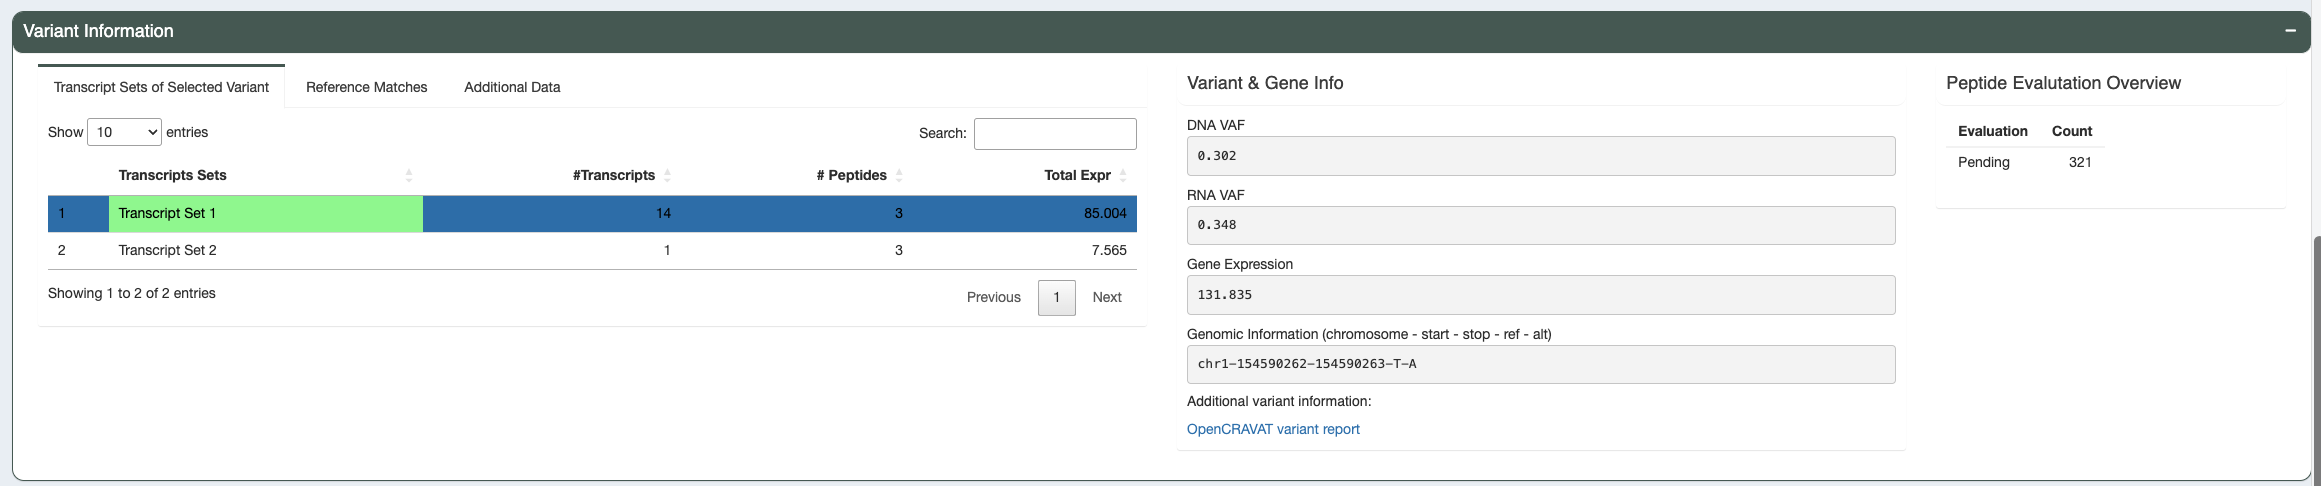 Variant Information
Transcript Sets of Selected Variant Reference Matches Additional Data
Show 10 entries Search:
Transcripts Sets #Transcripts # Peptides Total Expr
1 Transcript Set 1 14 3 85.004
2 Transcript Set 2 1 3 7.565
Showing 1 to 2 of 2 entries
Previous 1 Next
Variant & Gene Info
DNA VAF
0.302
RNA VAF
0.348
Gene Expression
131.835
Genomic Information (chromosome - start - stop - ref - alt)
chr1-154590262-154590263-T-A
Additional variant information:
OpenCRAVAT variant report
Peptide Evalutation Overview
Evaluation Count
Pending 321